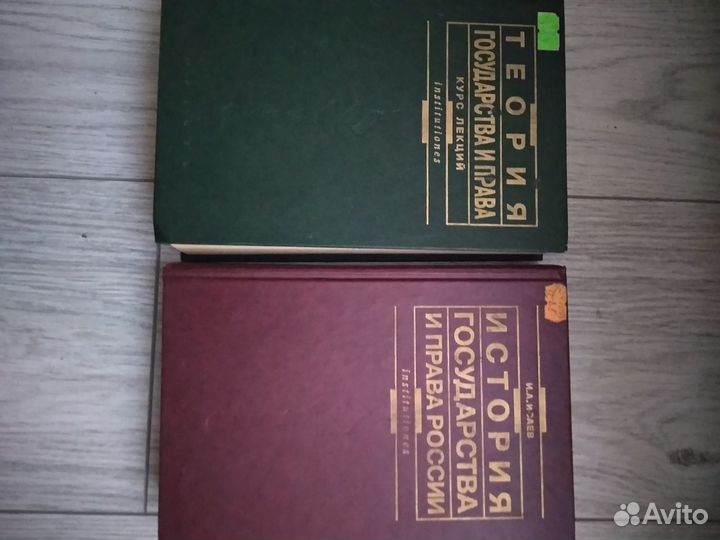 ТЕОРИЯ
ГОСУДАРСТВА И ПРАВА
КУРС ЛЕКЦИЙ
institutiones
И.А.ИСАЕВ
ИСТОРИЯ
ГОСУДАРСТВА
И ПРАВА РОССИИ
institutiones
Avito